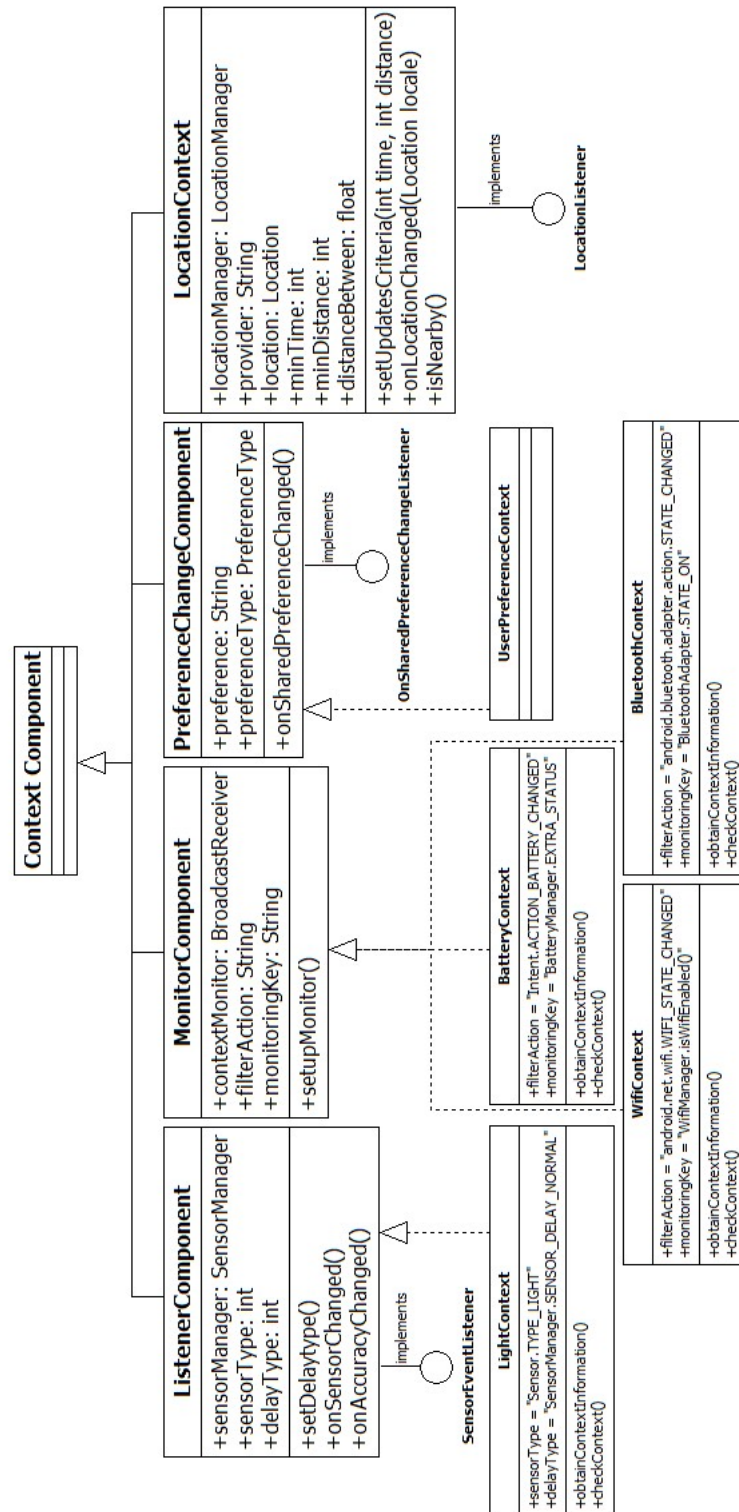 Context Component
ListenerComponent
+sensorManager: SensorManager
+sensorType: int
+delayType: int
+setDelaytype()
+onSensorChanged()
+onAccuracyChanged()
implements
SensorEventListener
MonitorComponent
+contextMonitor: BroadcastReceiver
+filterAction: String
+monitoringKey: String
+setupMonitor()
PreferenceChangeComponent
+preference: String
+preferenceType: PreferenceType
+onSharedPreferenceChanged()
implements
OnSharedPreferenceChangeListener
LocationContext
+locationManager: LocationManager
+provider: String
+location: Location
+minTime: int
+minDistance: int
+distanceBetween: float
+setUpdatesCriteria(int time, int distance)
+onLocationChanged(Location locale)
+isNearby()
implements
LocationListener
LightContext
+sensorType = "Sensor.TYPE_LIGHT"
+delayType = "SensorManager.SENSOR_DELAY_NORMAL"
+obtainContextInformation()
+checkContext()
BatteryContext
+filterAction = "Intent.ACTION_BATTERY_CHANGED"
+monitoringKey = "BatteryManager.EXTRA_STATUS"
+obtainContextInformation()
+checkContext()
UserPreferenceContext
WifiContext
+filterAction = "android.net.wifi.WIFI_STATE_CHANGED"
+monitoringKey = "WifiManager.isWifiEnabled()"
+obtainContextInformation()
+checkContext()
BluetoothContext
+filterAction = "android.bluetooth.adapter.action.STATE_CHANGED"
+monitoringKey = "BluetoothAdapter.STATE_ON"
+obtainContextInformation()
+checkContext()